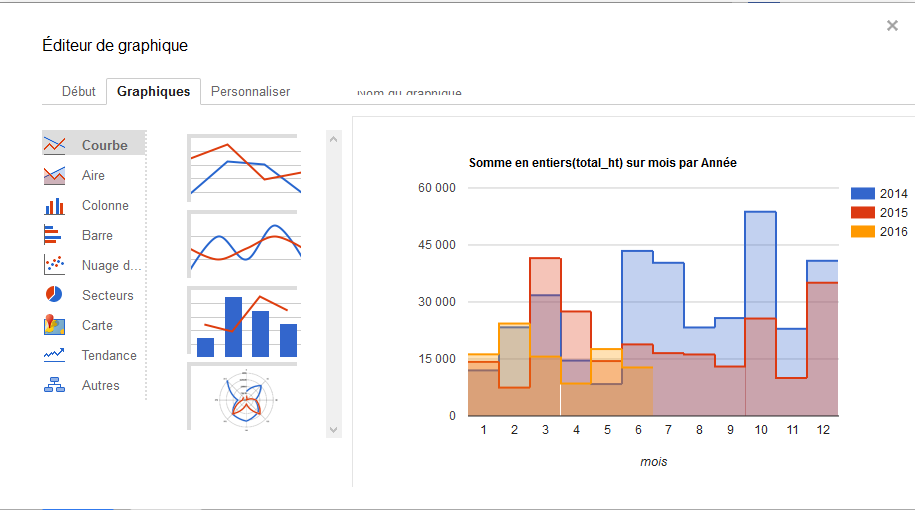 Éditeur de graphique
Début
Graphiques
Personnaliser
Nom du graphique
Courbe
Aire
Colonne
Barre
Nuage d...
Secteurs
Carte
Tendance
Autres
Somme en entiers(total_ht) sur mois par Année
60 000
45 000
30 000
15 000
0
1 2 3 4 5 6 7 8 9 10 11 12
mois
2014
2015
2016